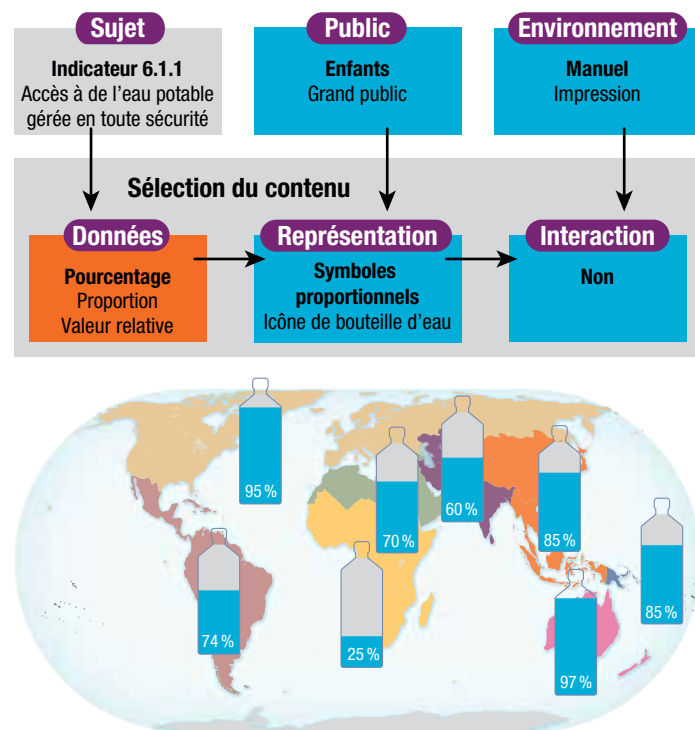 Sujet
Indicateur 6.1.1
Accès à de l'eau potable
gérée en toute sécurité
Public
Enfants
Grand public
Environnement
Manuel
Impression
Sélection du contenu
Données
Pourcentage
Proportion
Valeur relative
Représentation
Symboles
proportionnels
Icône de bouteille d'eau
Interaction
Non
95 %
70 %
60 %
85 %
85 %
74 %
25 %
97 %